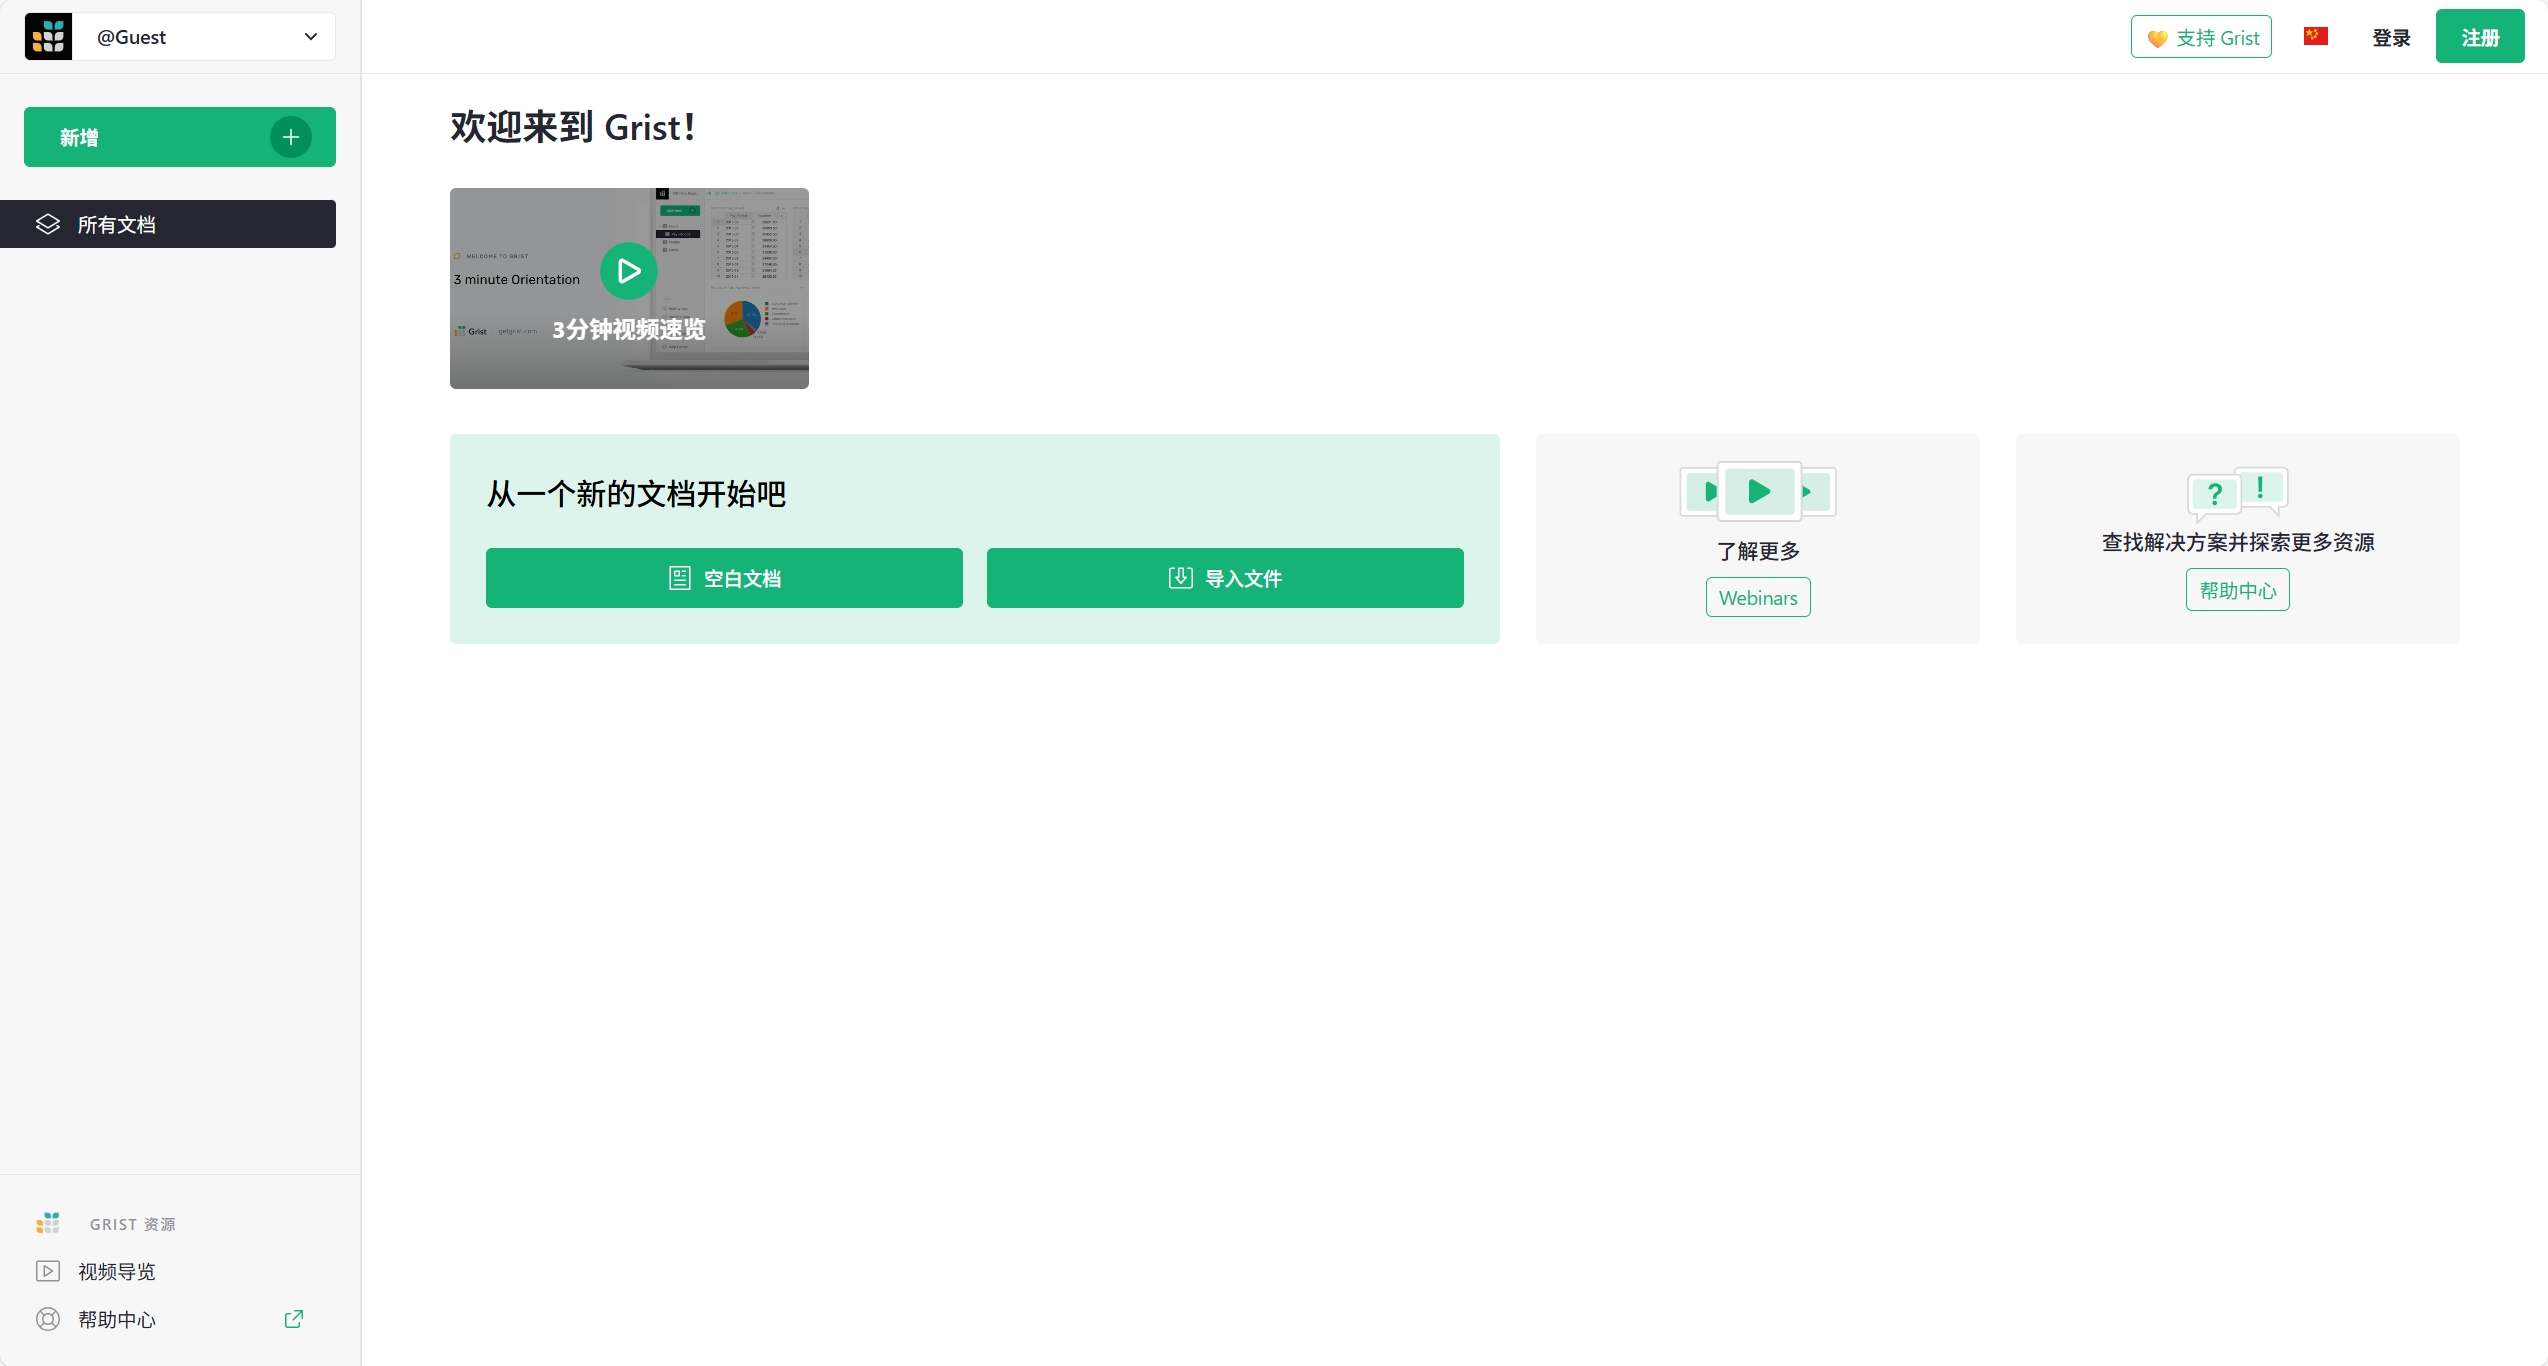 @Guest
支持 Grist
登录
注册
新增
所有文档
欢迎来到 Grist！
WELCOME TO GRIST
3 minute Orientation
Grist
getgrist.com
3分钟视频速览
从一个新的文档开始吧
空白文档
导入文件
了解更多
Webinars
查找解决方案并探索更多资源
帮助中心
GRIST 资源
视频导览
帮助中心